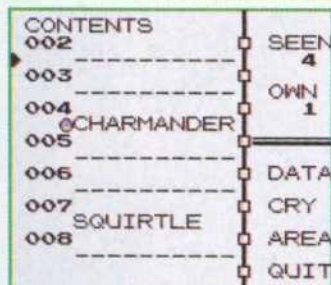 CONTENTS
002
----------
003
----------
004
CHARMANDER
005
----------
006
----------
007
SQUIRTLE
008
----------
SEEN
4
OWN
1
DATA
CRY
AREA
QUIT